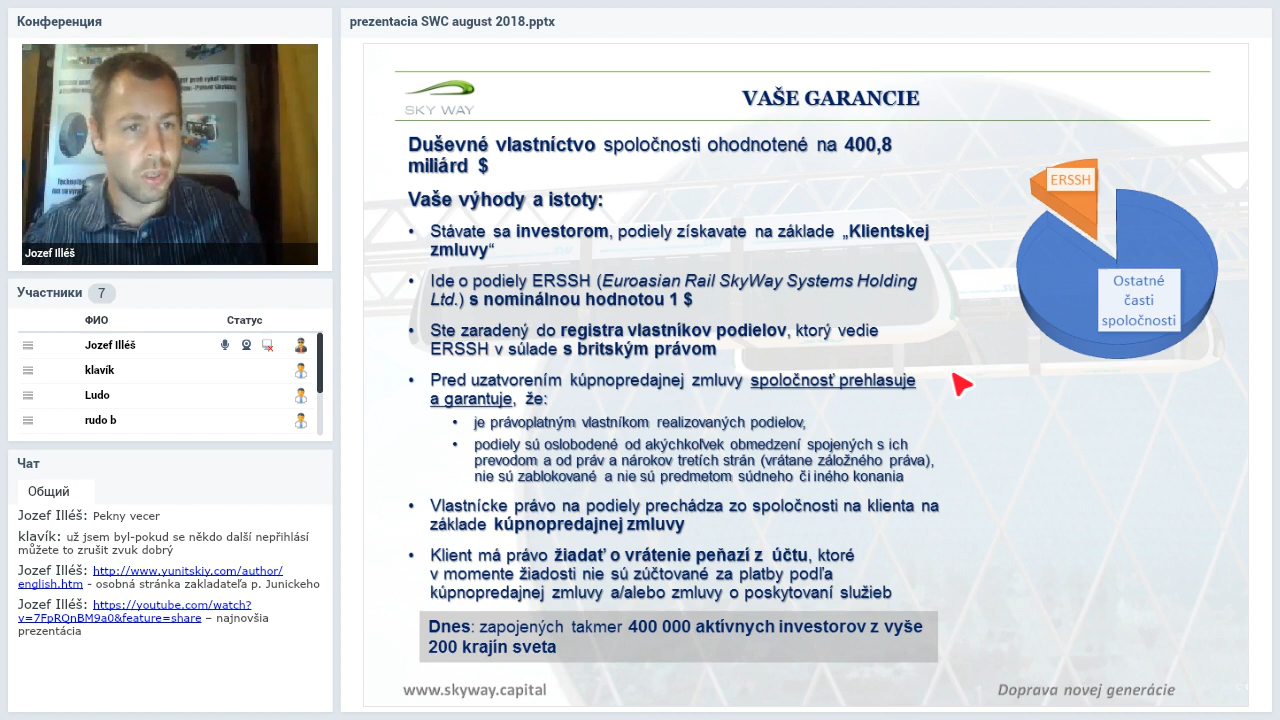 Конференция
Jozef Illéš
Участники 7
ФИО Статус
Jozef Illéš
klavík
Ludo
rudo b
Чат
Общий
Jozef Illéš: Pekny vecer
klavík: už jsem byl-pokud se někdo další nepřihlásí
můžete to zrušit zvuk dobrý
Jozef Illéš: http://www.yunitskiy.com/author/
english.htm - osobná stránka zakladateľa p. Junickeho
Jozef Illéš: https://youtube.com/watch?
v=7FpRQnBM9a0&feature=share – najnovšia
prezentácia
prezentacia SWC august 2018.pptx
SKY WAY
VAŠE GARANCIE
Duševné vlastníctvo spoločnosti ohodnotené na 400,8
miliárd $
Vaše výhody a istoty:
• Stávate sa investorom, podiely získavate na základe „Klientskej
zmluvy“
• Ide o podiely ERSSH (Euroasian Rail SkyWay Systems Holding
Ltd.) s nominálnou hodnotou 1 $
• Ste zaradený do registra vlastníkov podielov, ktorý vedie
ERSSH v súlade s britským právom
• Pred uzatvorením kúpnopredajnej zmluvy spoločnosť prehlasuje
a garantuje, že:
• je právoplatným vlastníkom realizovaných podielov,
• podiely sú oslobodené od akýchkoľvek obmedzení spojených s ich
prevodom a od práv a nárokov tretích strán (vrátane záložného práva),
nie sú zablokované a nie sú predmetom súdneho či iného konania
• Vlastnícke právo na podiely prechádza zo spoločnosti na klienta na
základe kúpnopredajnej zmluvy
• Klient má právo žiadať o vrátenie peňazí z účtu, ktoré
v momente žiadosti nie sú zúčtované za platby podľa
kúpnopredajnej zmluvy a/alebo zmluvy o poskytovaní služieb
Dnes: zapojených takmer 400 000 aktívnych investorov z vyše
200 krajín sveta
ERSSH
Ostatné
časti
spoločnosti
www.skyway.capital
Doprava novej generácie